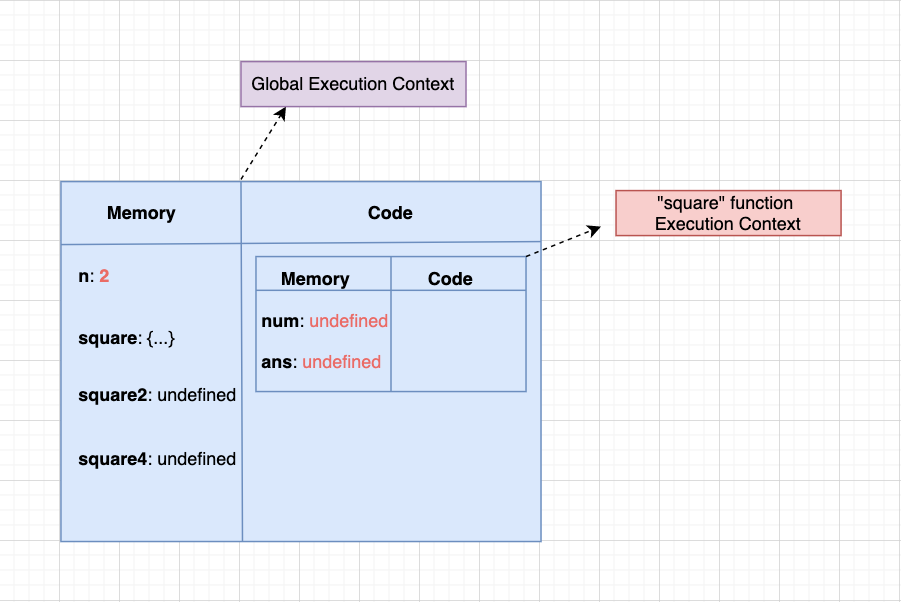 Global Execution Context
"square" function
Execution Context
Memory
Code
n: 2
square: {...}
square2: undefined
square4: undefined
Memory
Code
num: undefined
ans: undefined